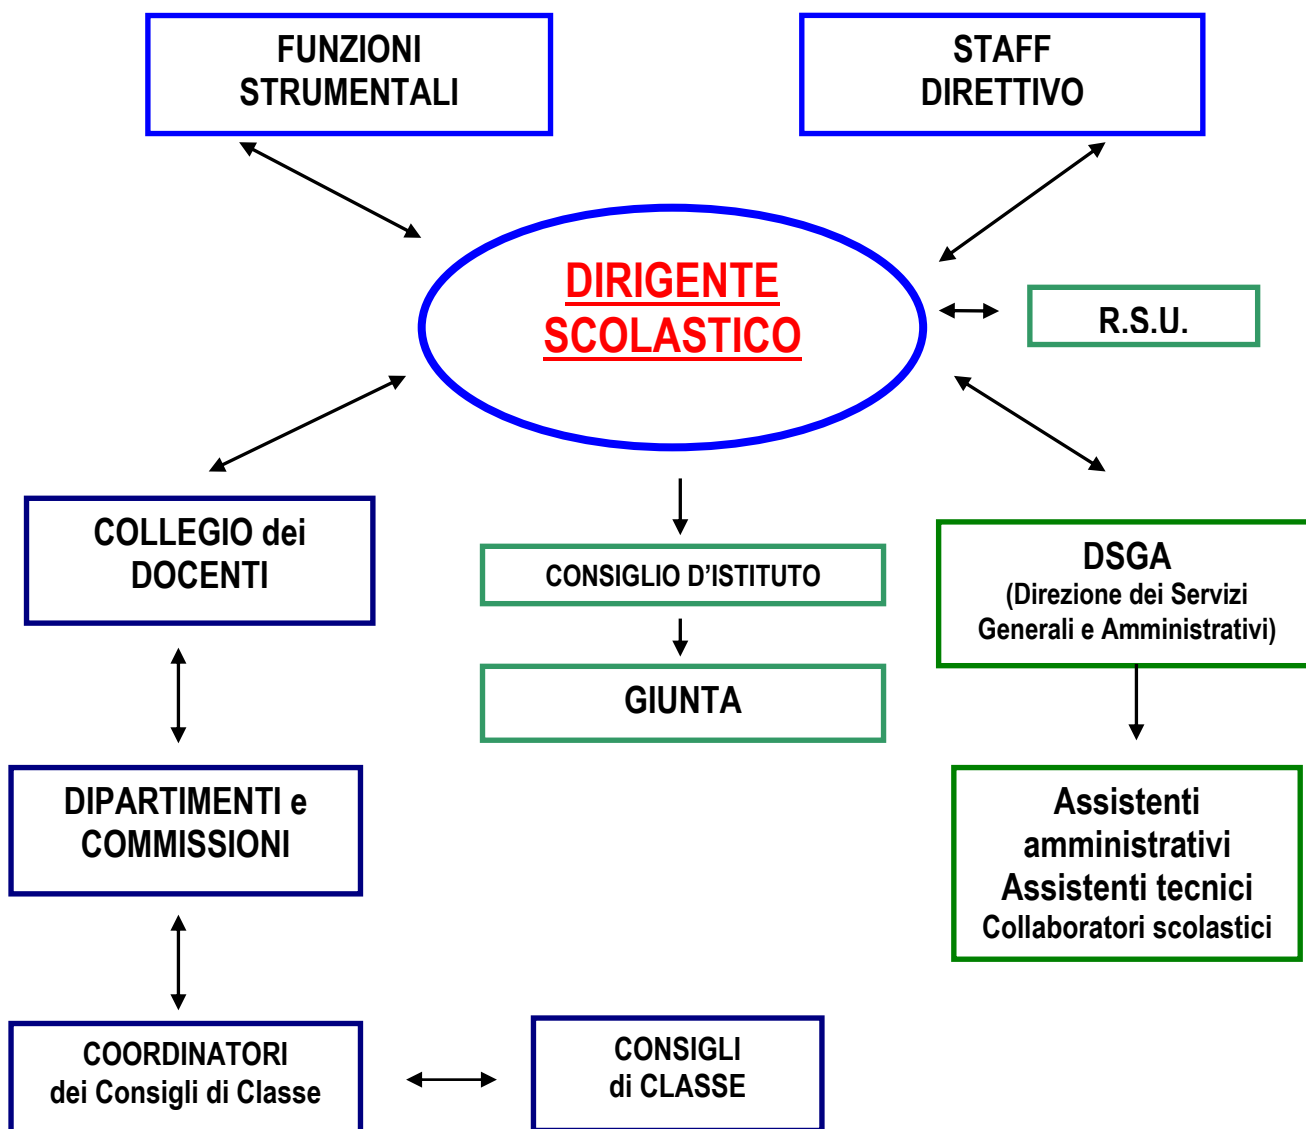 FUNZIONI
STRUMENTALI
STAFF
DIRETTIVO
DIRIGENTE
SCOLASTICO
R.S.U.
COLLEGIO dei
DOCENTI
CONSIGLIO D’ISTITUTO
GIUNTA
DSGA
(Direzione dei Servizi
Generali e Amministrativi)
DIPARTIMENTI e
COMMISSIONI
Assistenti
amministrativi
Assistenti tecnici
Collaboratori scolastici
COORDINATORI
dei Consigli di Classe
CONSIGLI
di CLASSE